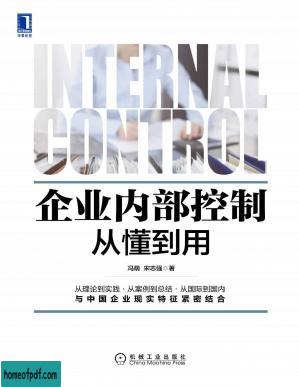 INTERNAL
CONTROL
企业内部控制
从懂到用
冯萌 宋志强◎著
从理论到实践·从案例到总结·从国际到国内
与中国企业现实特征紧密结合
机械工业出版社
China Machine Press
homeofpdf.com
homeofpdf.com